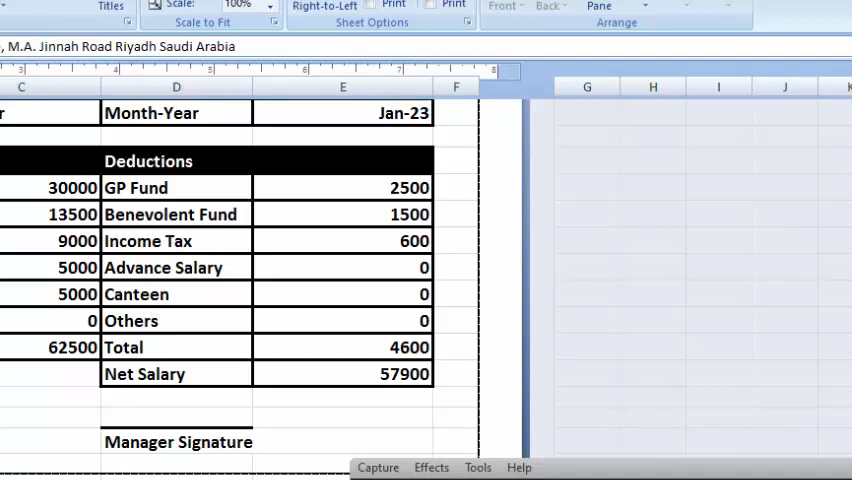 Titles Scale: 100% Right-to-Left Print Print Front Back Pane
Scale to Fit Sheet Options Arrange
, M.A. Jinnah Road Riyadh Saudi Arabia
3 4 5 6 7 8
C D E F G H I J K
r Month-Year Jan-23
Deductions
30000 GP Fund 2500
13500 Benevolent Fund 1500
9000 Income Tax 600
5000 Advance Salary 0
5000 Canteen 0
0 Others 0
62500 Total 4600
Net Salary 57900
Manager Signature
Capture Effects Tools Help